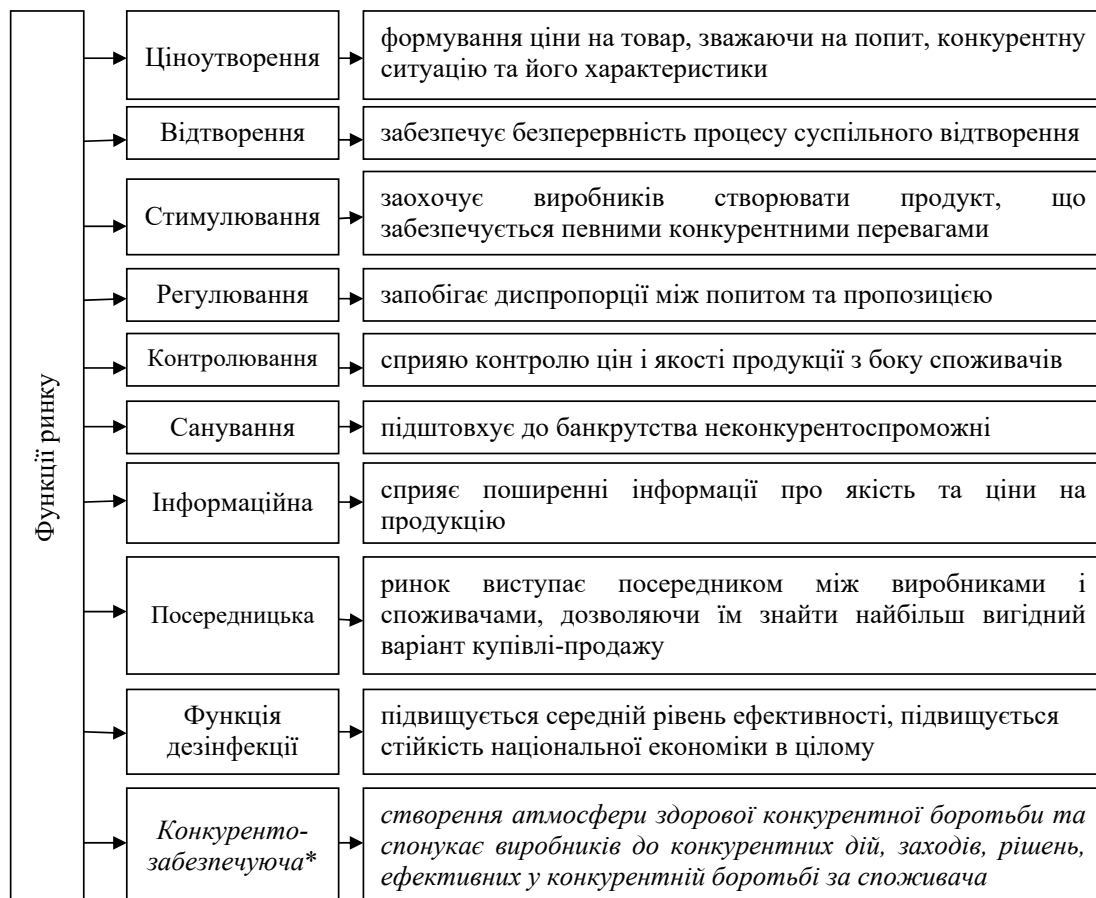 Функції ринку
Ціноутворення
формування ціни на товар, зважаючи на попит, конкурентну
ситуацію та його характеристики
Відтворення
забезпечує безперервність процесу суспільного відтворення
Стимулювання
заохочує виробників створювати продукт, що
забезпечується певними конкурентними перевагами
Регулювання
запобігає диспропорції між попитом та пропозицією
Контролювання
сприяю контролю цін і якості продукції з боку споживачів
Санування
підштовхує до банкрутства неконкурентоспроможні
Інформаційна
сприяє поширенні інформації про якість та ціни на
продукцію
Посередницька
ринок виступає посередником між виробниками і
споживачами, дозволяючи їм знайти найбільш вигідний
варіант купівлі-продажу
Функція
дезінфекції
підвищується середній рівень ефективності, підвищується
стійкість національної економіки в цілому
Конкуренто-
забезпечуюча*
створення атмосфери здорової конкурентної боротьби та
спонукає виробників до конкурентних дій, заходів, рішень,
ефективних у конкурентній боротьбі за споживача